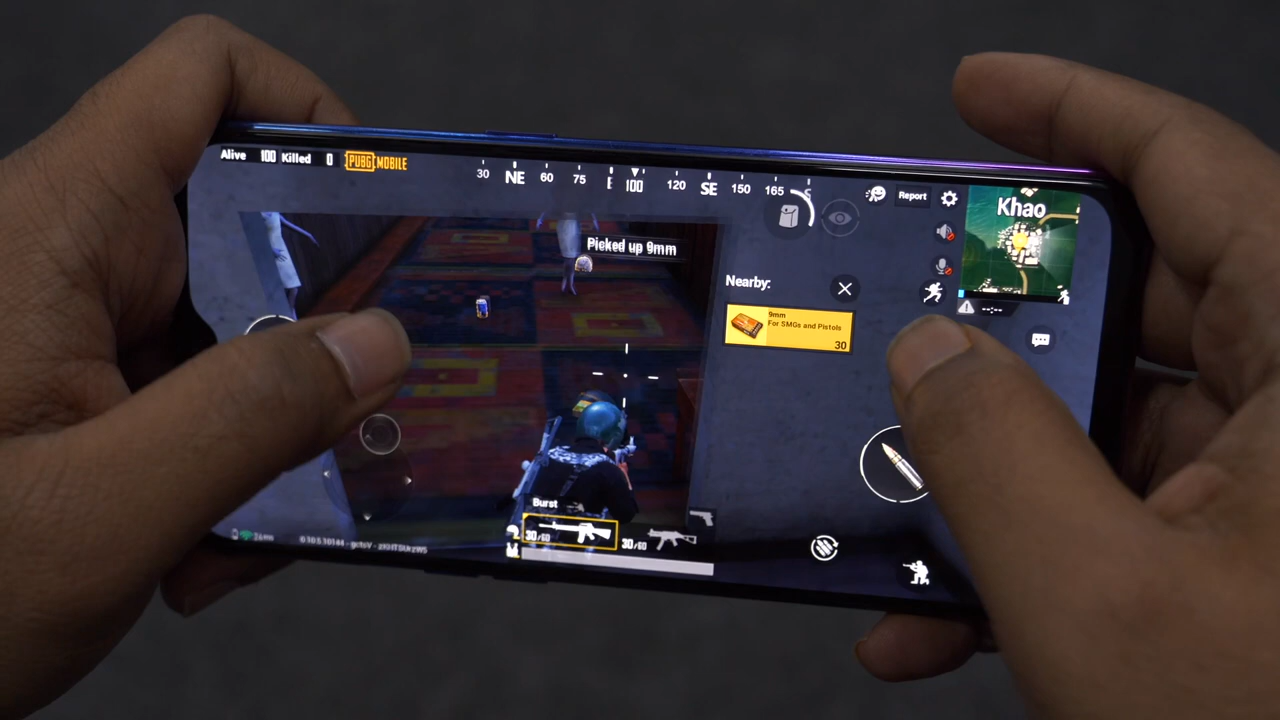 Alive 100 Killed 0 PUBG MOBILE
30 NE 60 75 E 100 120 SE 150 165 S
Report
Khao
Picked up 9mm
Nearby:
9mm
For SMGs and Pistols
30
Burst
30/60
30/60